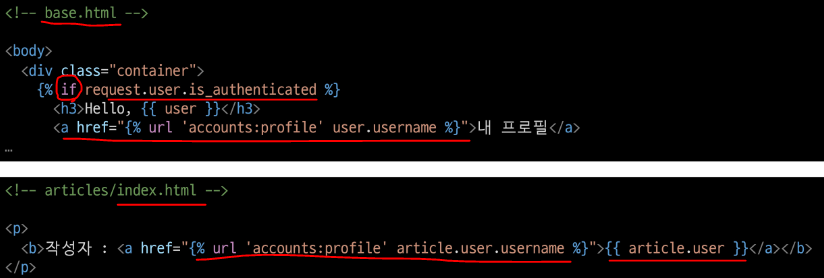 <!-- base.html -->
<body>
<div class="container">
{% if request.user.is_authenticated %}
<h3>Hello, {{ user }}</h3>
<a href="{% url 'accounts:profile' user.username %}">내 프로필</a>
…
<!-- articles/index.html -->
<p>
<b>작성자 : <a href="{% url 'accounts:profile' article.user.username %}">{{ article.user }}</a></b>
</p>